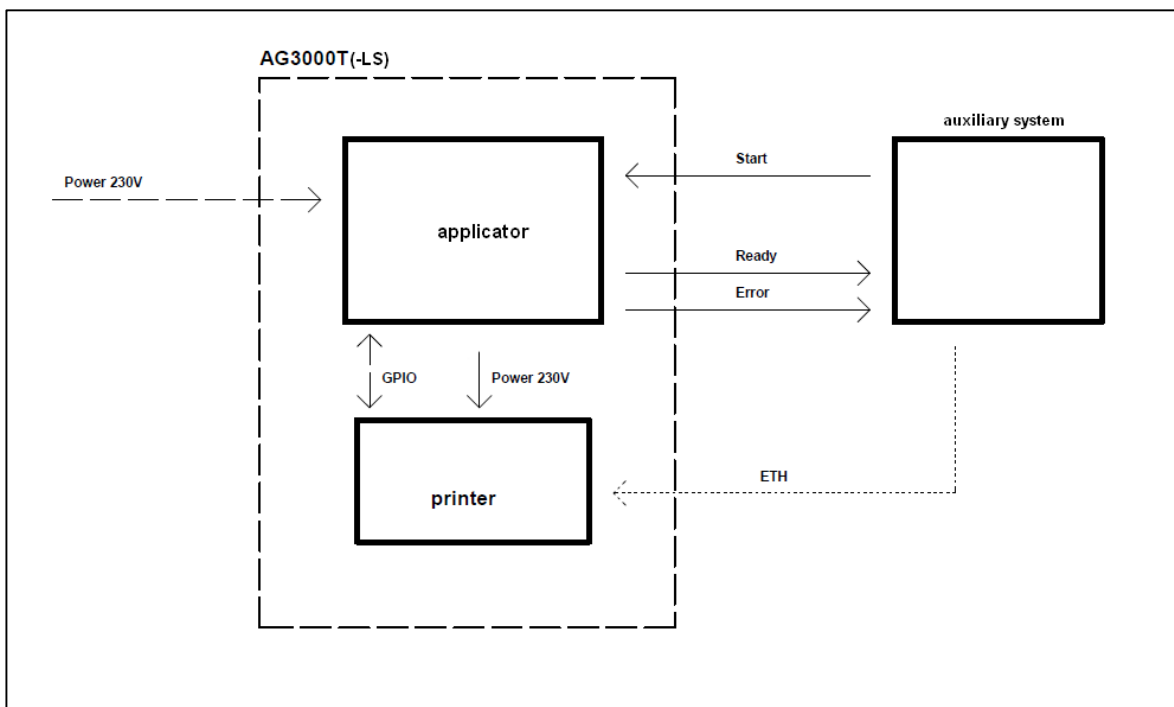 AG3000T(-LS)
auxiliary system
Power 230V
Start
applicator
Ready
Error
GPIO
Power 230V
ETH
printer